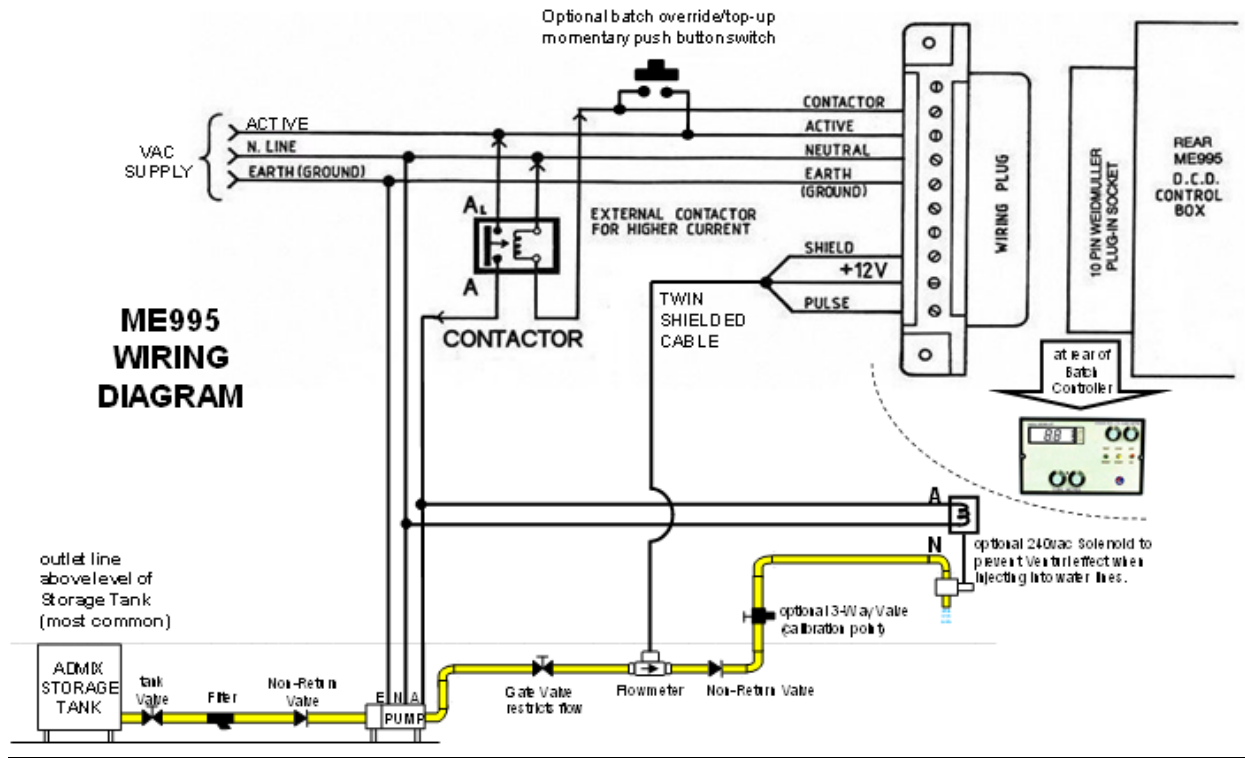 Optional batch override/top-up
momentary push button switch
CONTACTOR
ACTIVE
NEUTRAL
EARTH
(GROUND)
SHIELD
+12V
PULSE
WIRING PLUG
10 PIN WEIDMULLER
PLUG-IN SOCKET
REAR
ME995
D.C.D.
CONTROL
BOX
VAC
SUPPLY
ACTIVE
N. LINE
EARTH (GROUND)
AL
A
EXTERNAL CONTACTOR
FOR HIGHER CURRENT
CONTACTOR
TWIN
SHIELDED
CABLE
ME995
WIRING
DIAGRAM
at rear of
Batch
Controller
88
A
N
optional 240vac Solenoid to
prevent Venturi effect when
injecting into water lines.
outlet line
above level of
Storage Tank
(most common)
optional 3-Way Valve
(calibration point)
ADMIX
STORAGE
TANK
tank
Valve
Filter
Non-Return
Valve
E N A
PUMP
Gate Valve
restricts flow
Flowmeter
Non-Return Valve